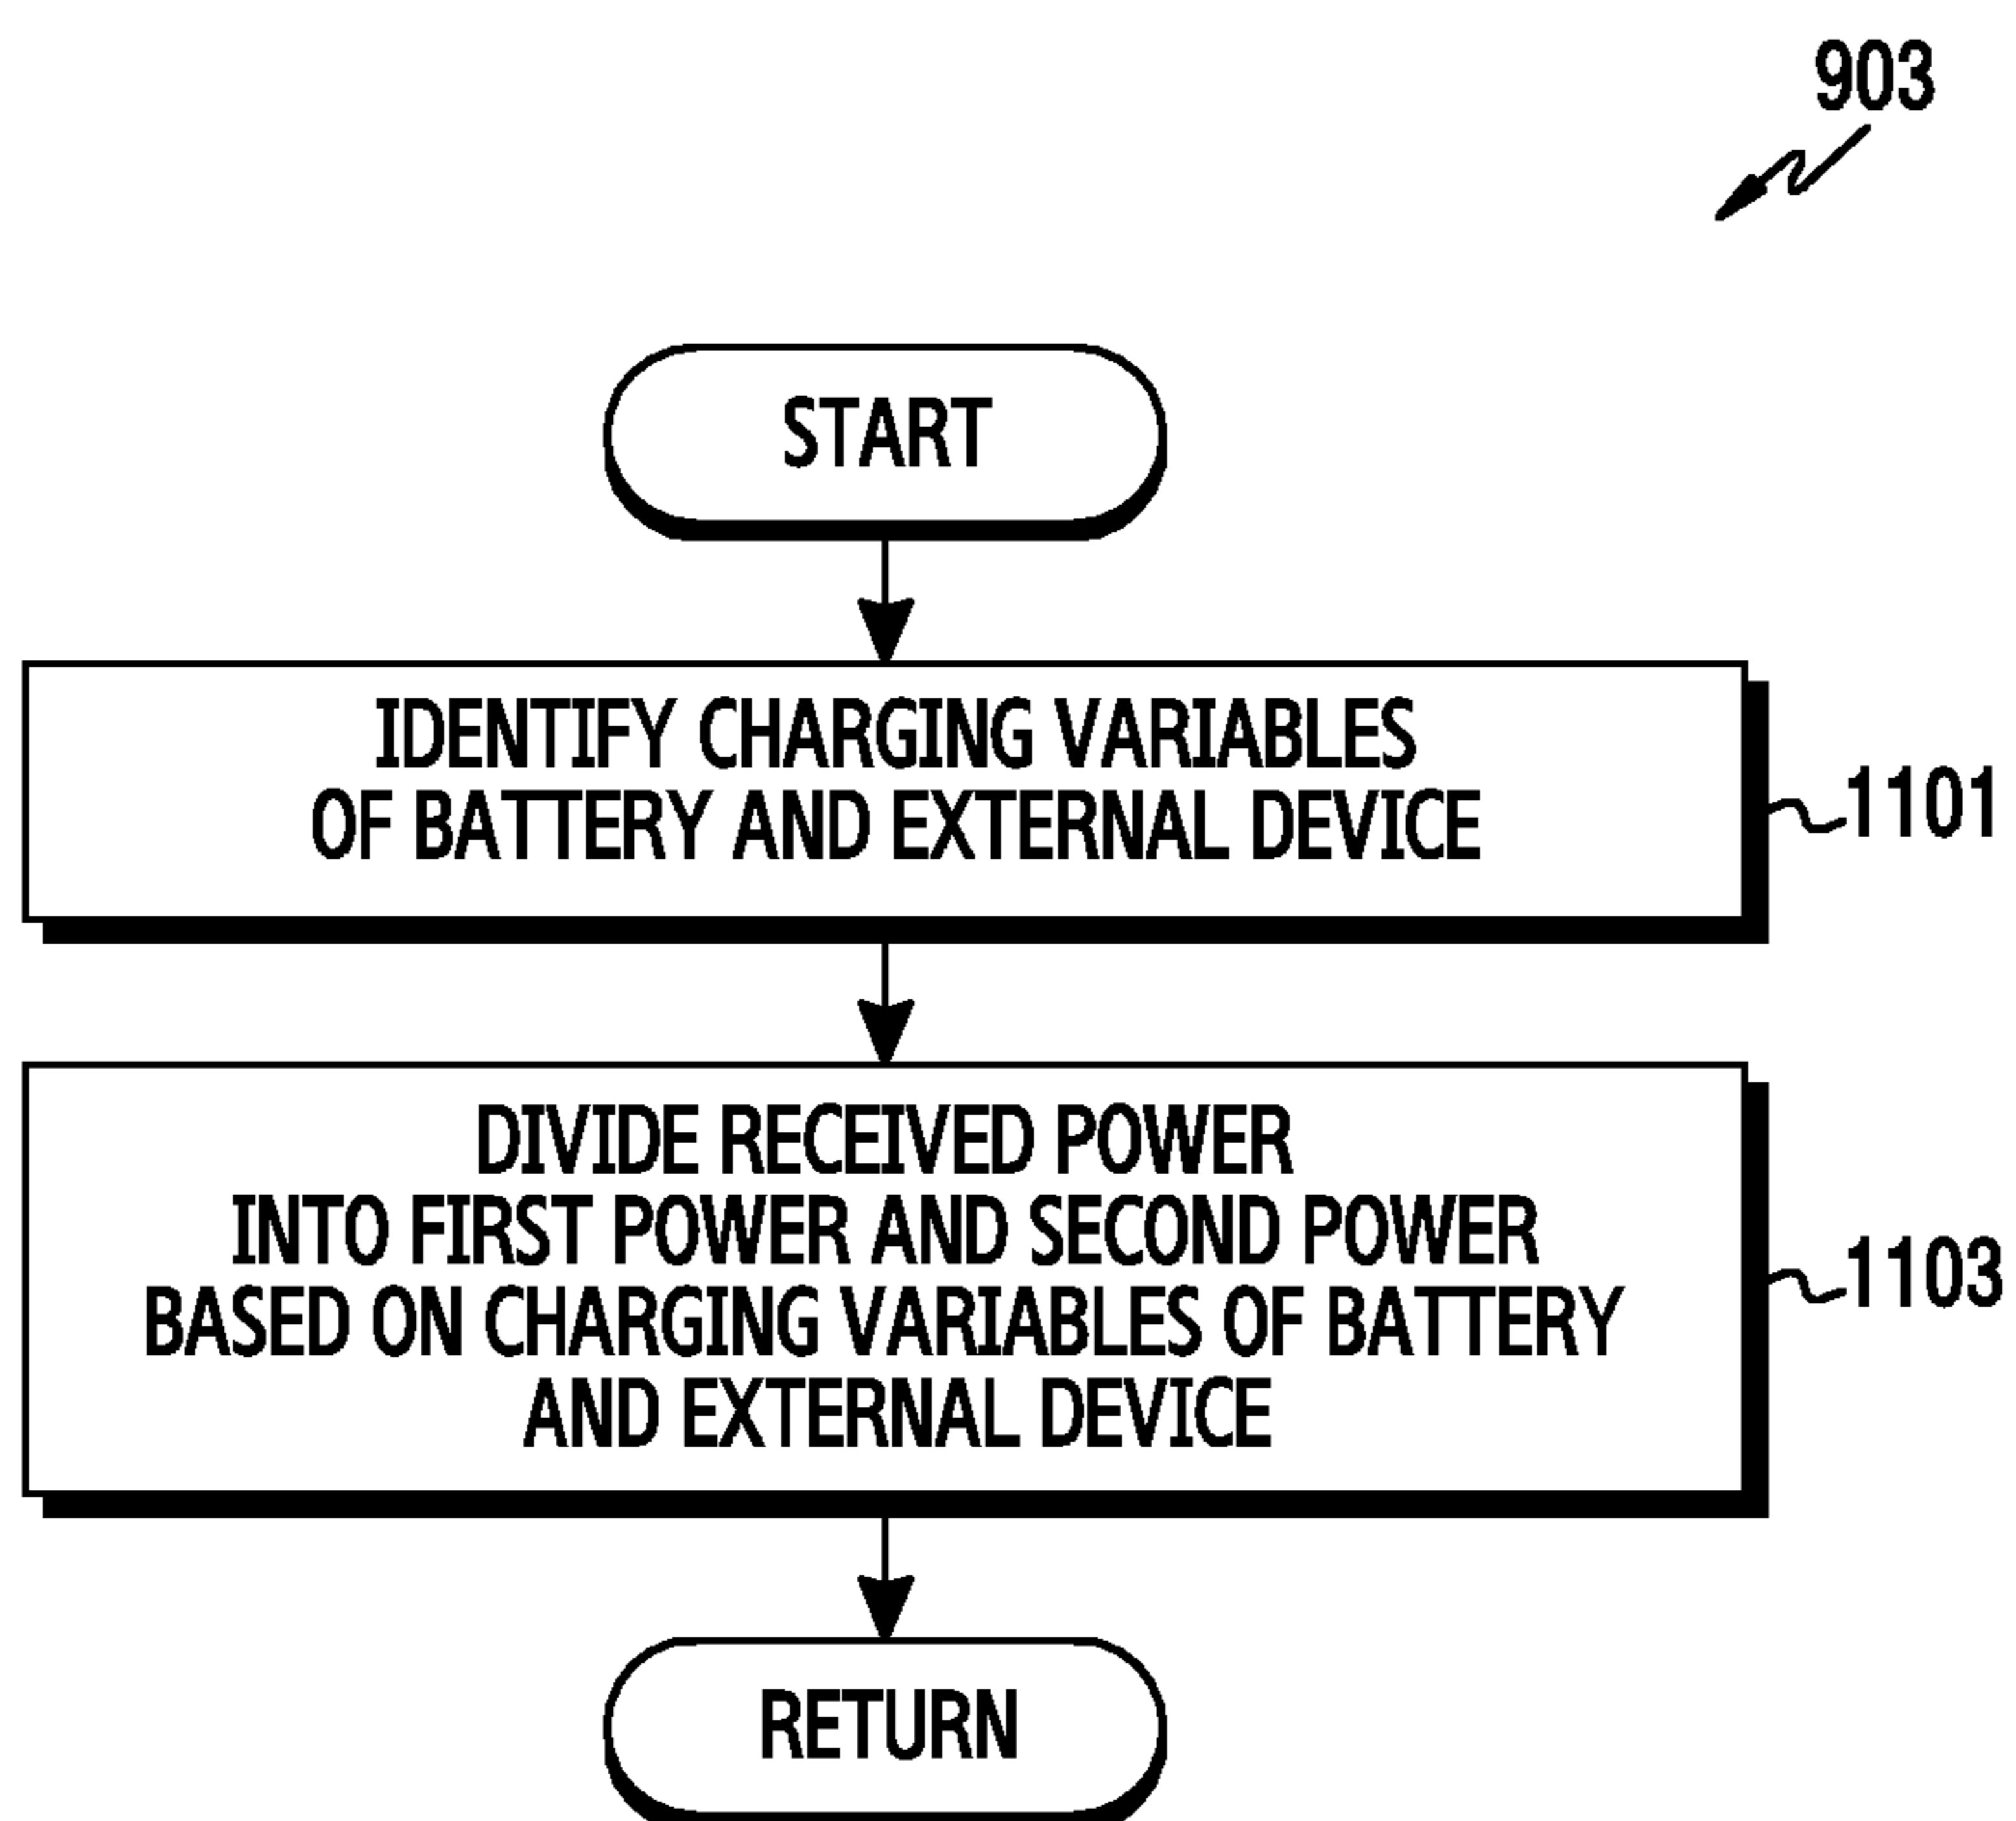 903
START
IDENTIFY CHARGING VARIABLES
OF BATTERY AND EXTERNAL DEVICE
1101
DIVIDE RECEIVED POWER
INTO FIRST POWER AND SECOND POWER
BASED ON CHARGING VARIABLES OF BATTERY
AND EXTERNAL DEVICE
1103
RETURN